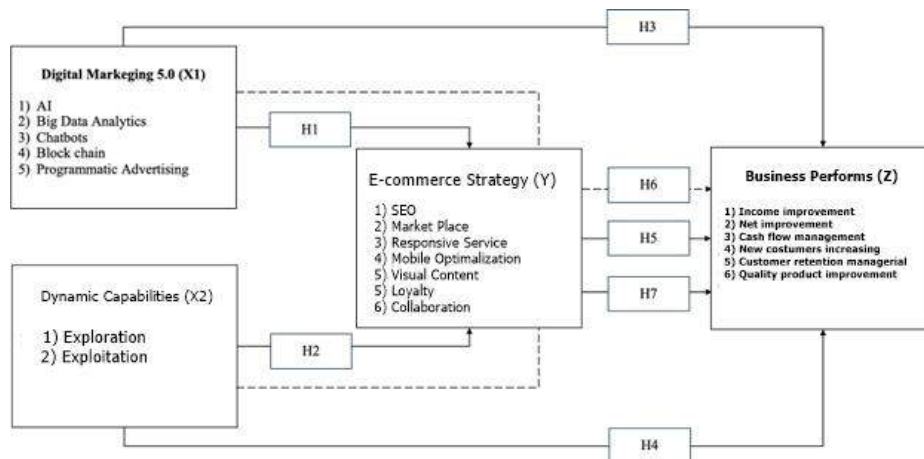 H3
Digital Markeging 5.0 (X1)
1) AI
2) Big Data Analytics
3) Chatbots
4) Block chain
5) Programmatic Advertising
H1
E-commerce Strategy (Y)
1) SEO
2) Market Place
3) Responsive Service
4) Mobile Optimalization
5) Visual Content
5) Loyalty
6) Collaboration
H6
H5
H7
Business Performs (Z)
1) Income improvement
2) Net improvement
3) Cash flow management
4) New costumers increasing
5) Customer retention managerial
6) Quality product improvement
Dynamic Capabilities (X2)
1) Exploration
2) Exploitation
H2
H4